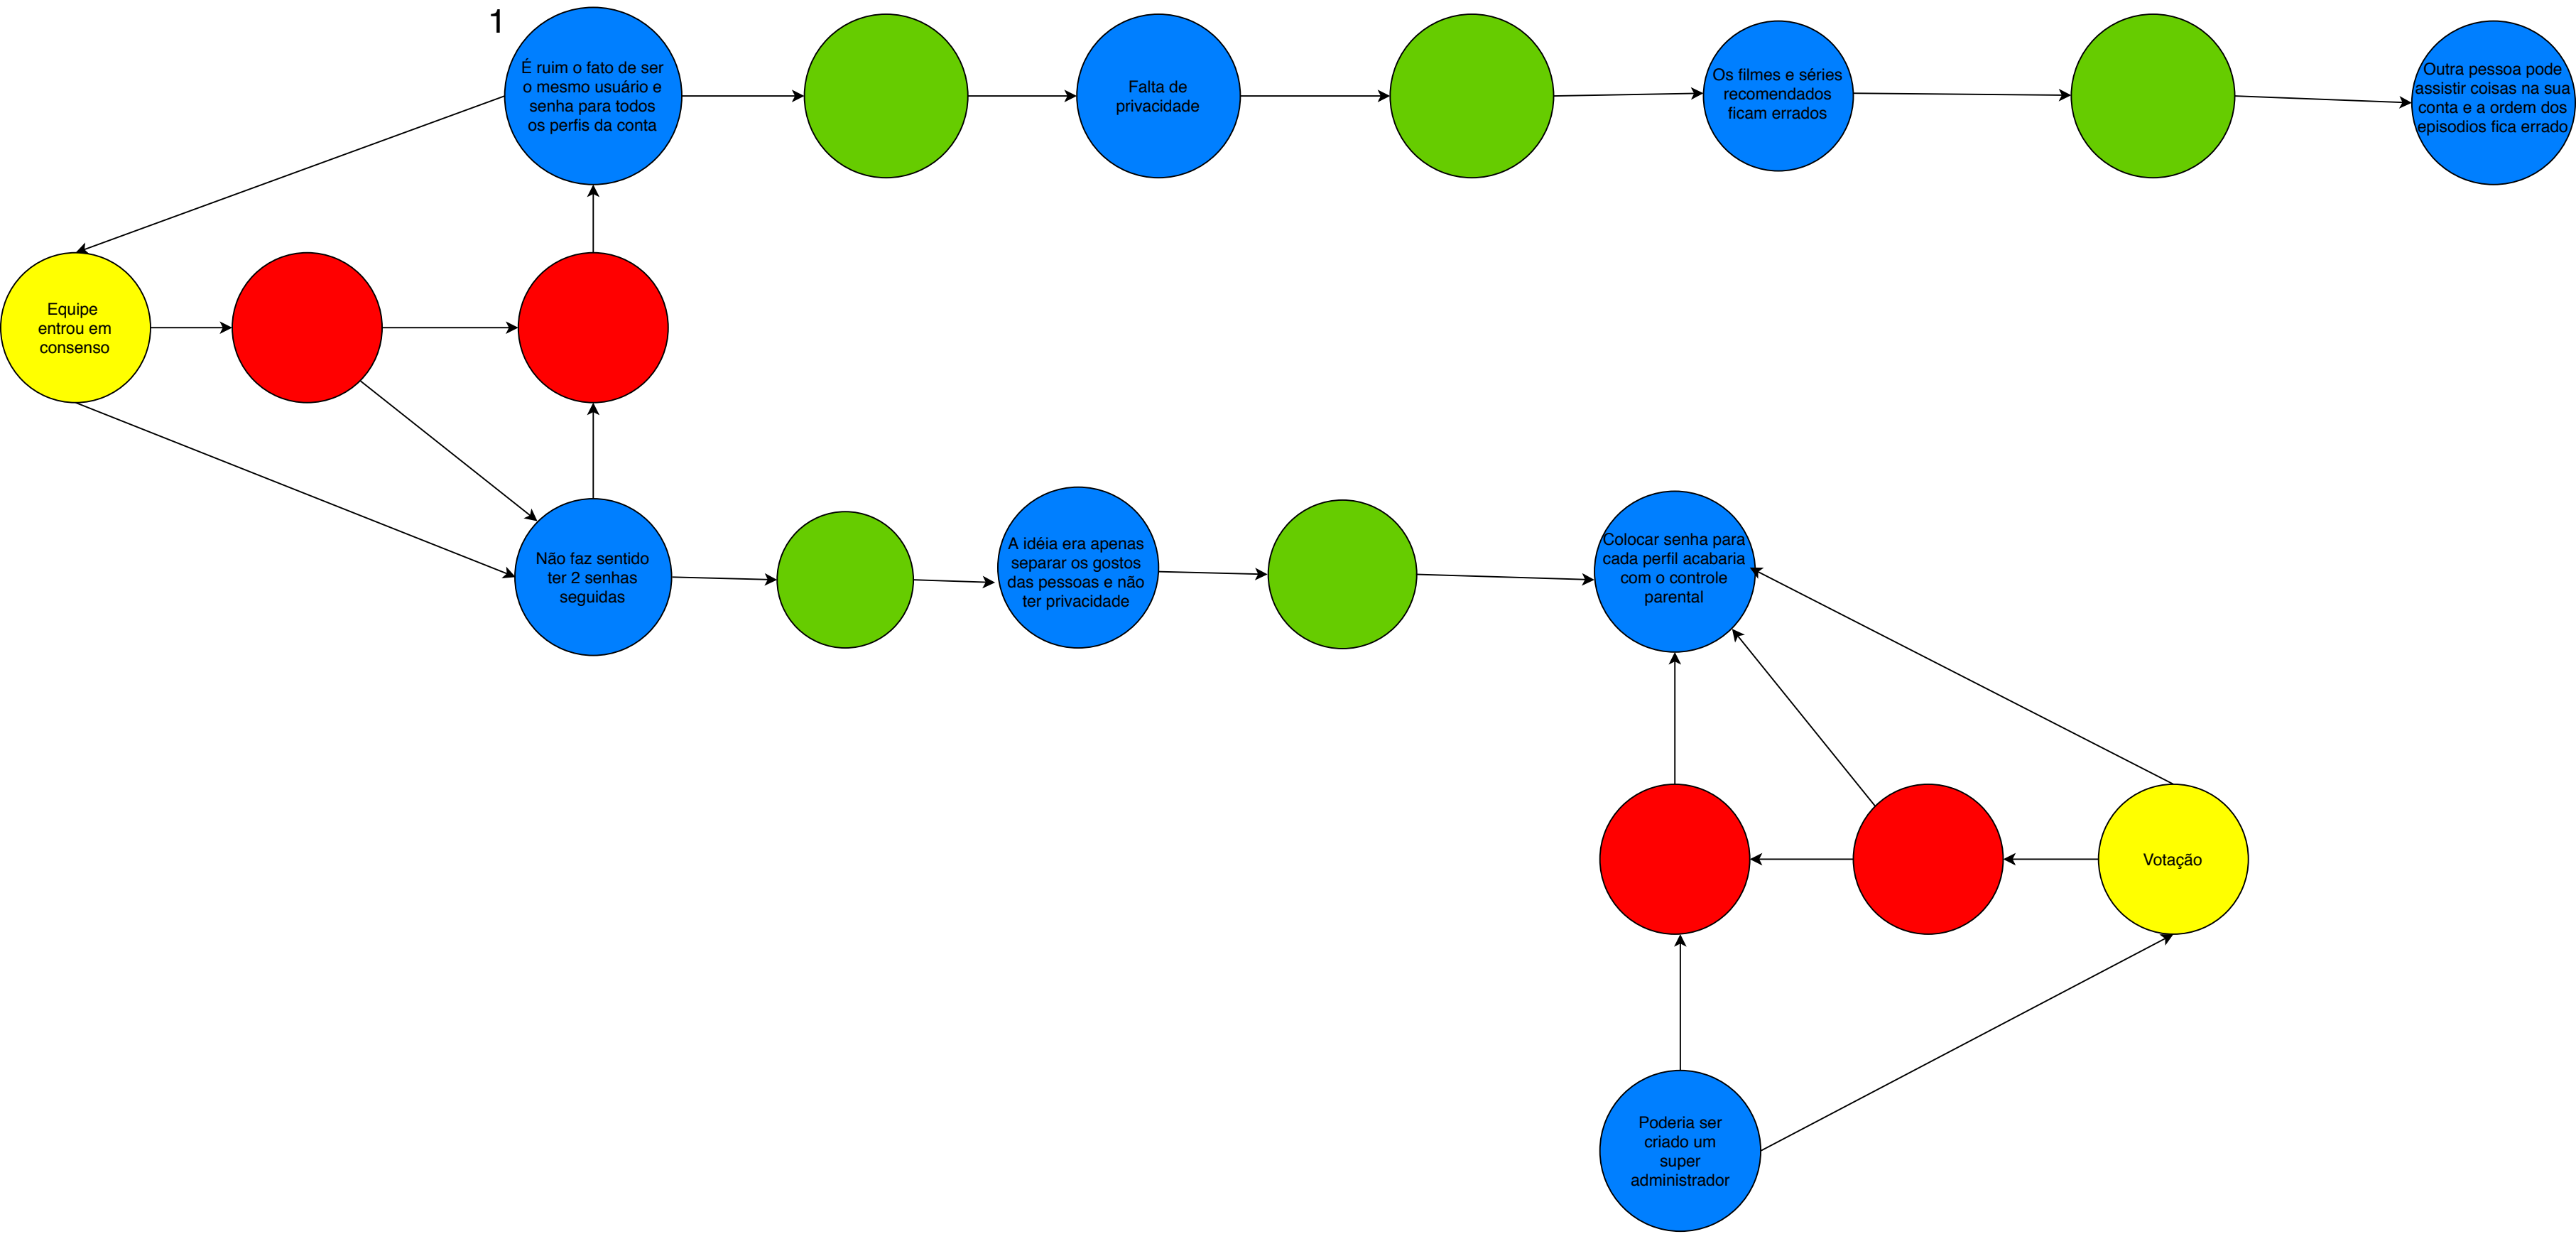 1
É ruim o fato de ser
o mesmo usuário e
senha para todos
os perfis da conta
Falta de
privacidade
Os filmes e séries
recomendados
ficam errados
Outra pessoa pode
assistir coisas na sua
conta e a ordem dos
episodios fica errado
Equipe
entrou em
consenso
Não faz sentido
ter 2 senhas
seguidas
A idéia era apenas
separar os gostos
das pessoas e não
ter privacidade
Colocar senha para
cada perfil acabaria
com o controle
parental
Votação
Poderia ser
criado um
super
administrador